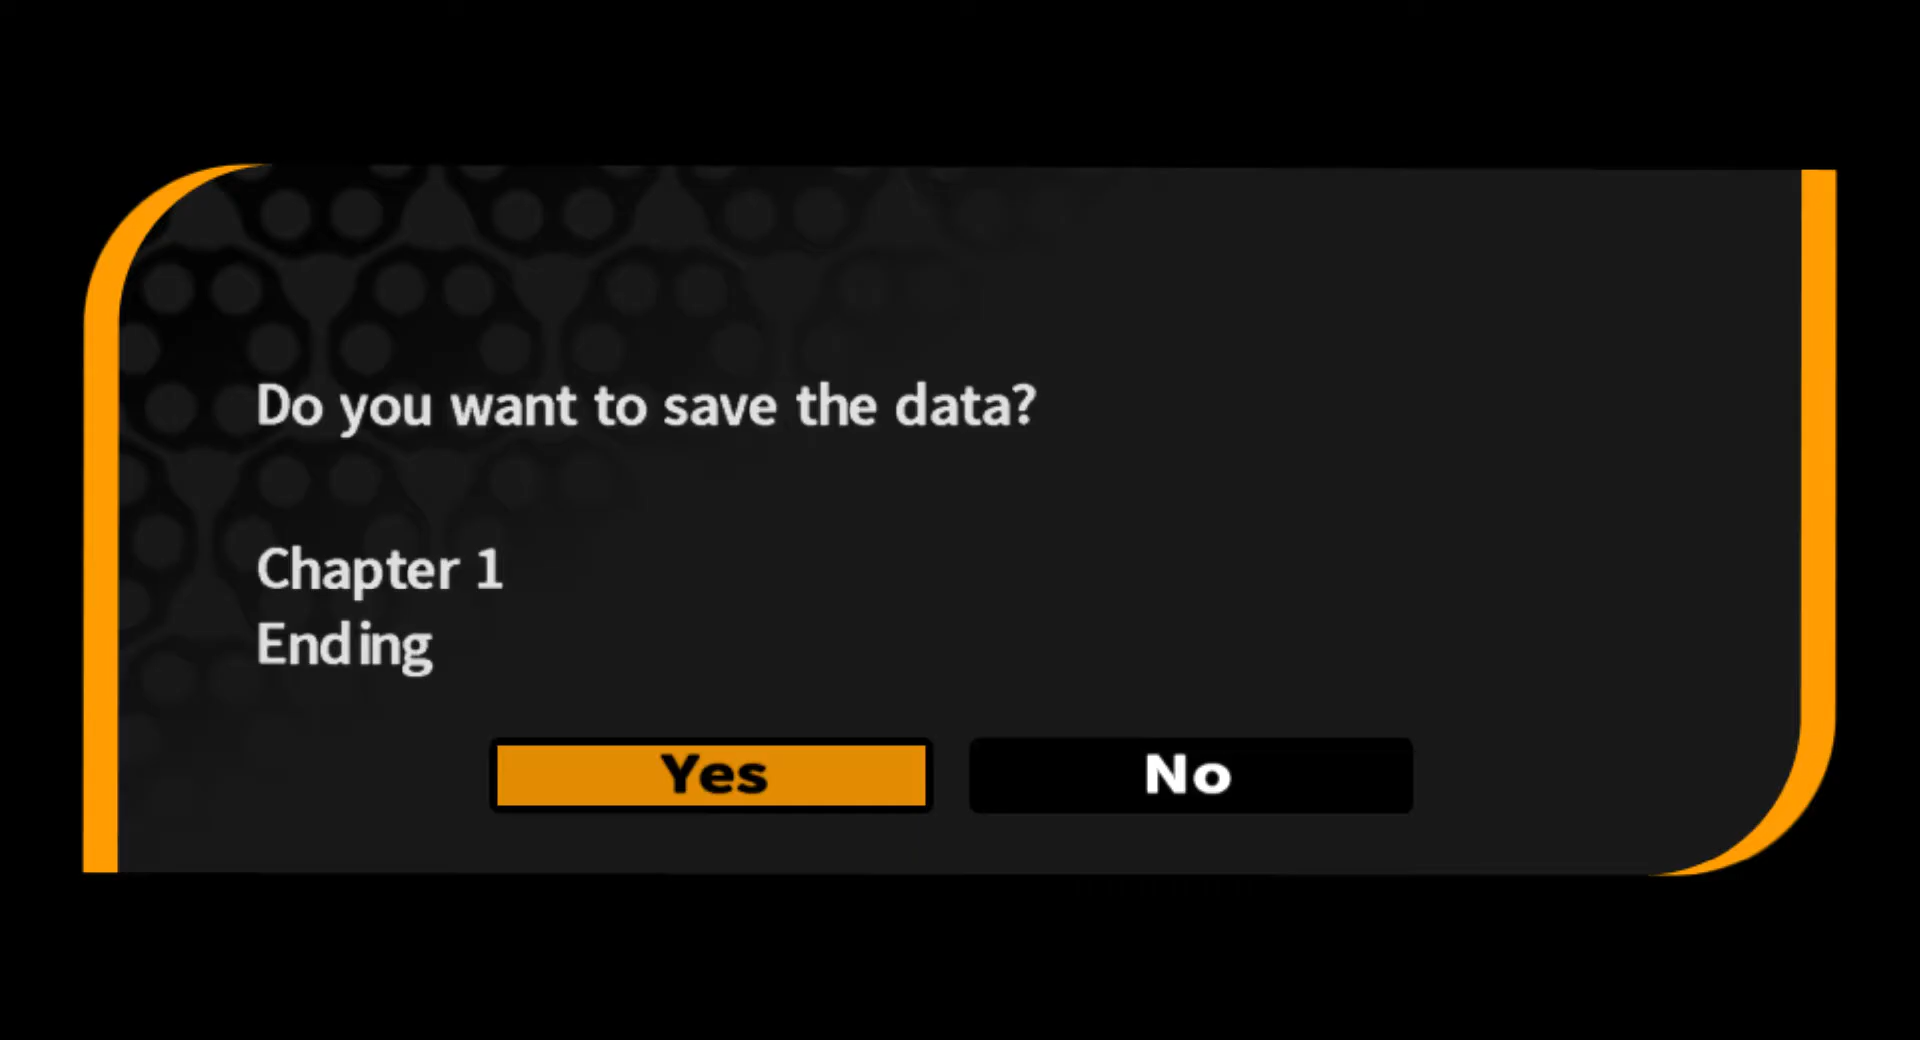 Do you want to save the data?
Chapter 1
Ending
Yes No